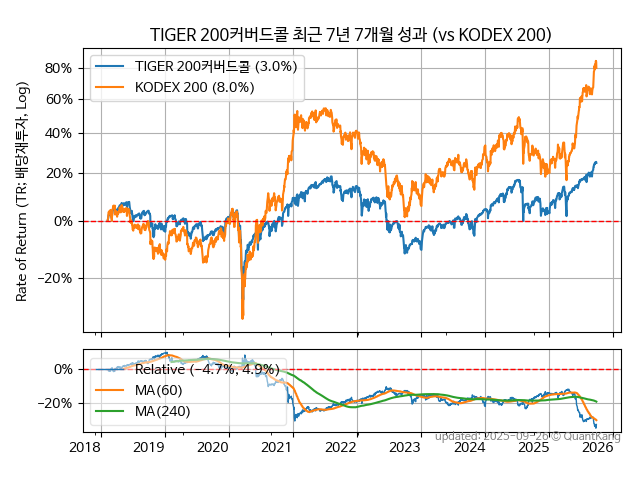 TIGER 200커버드콜 최근 7년 7개월 성과 (vs KODEX 200)
Rate of Return (TR: 배당재투자, Log)
80%
60%
40%
20%
0%
−20%
TIGER 200커버드콜 (3.0%)
KODEX 200 (8.0%)
0%
−20%
Relative (−4.7%, 4.9%)
MA(60)
MA(240)
updated: 2025-09-26 © QuantKang
2018 2019 2020 2021 2022 2023 2024 2025 2026